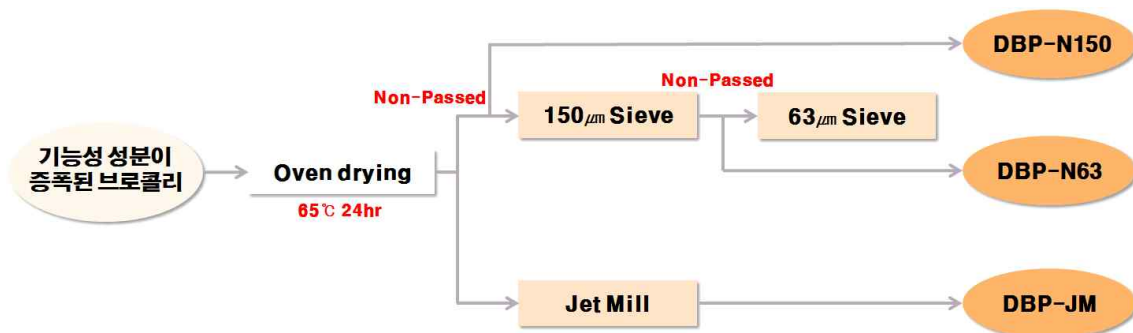 DBP-N150
Non-Passed
Non-Passed
150㎛ Sieve
63㎛ Sieve
기능성 성분이
증폭된 브로콜리
Oven drying
65℃ 24hr
DBP-N63
Jet Mill
DBP-JM